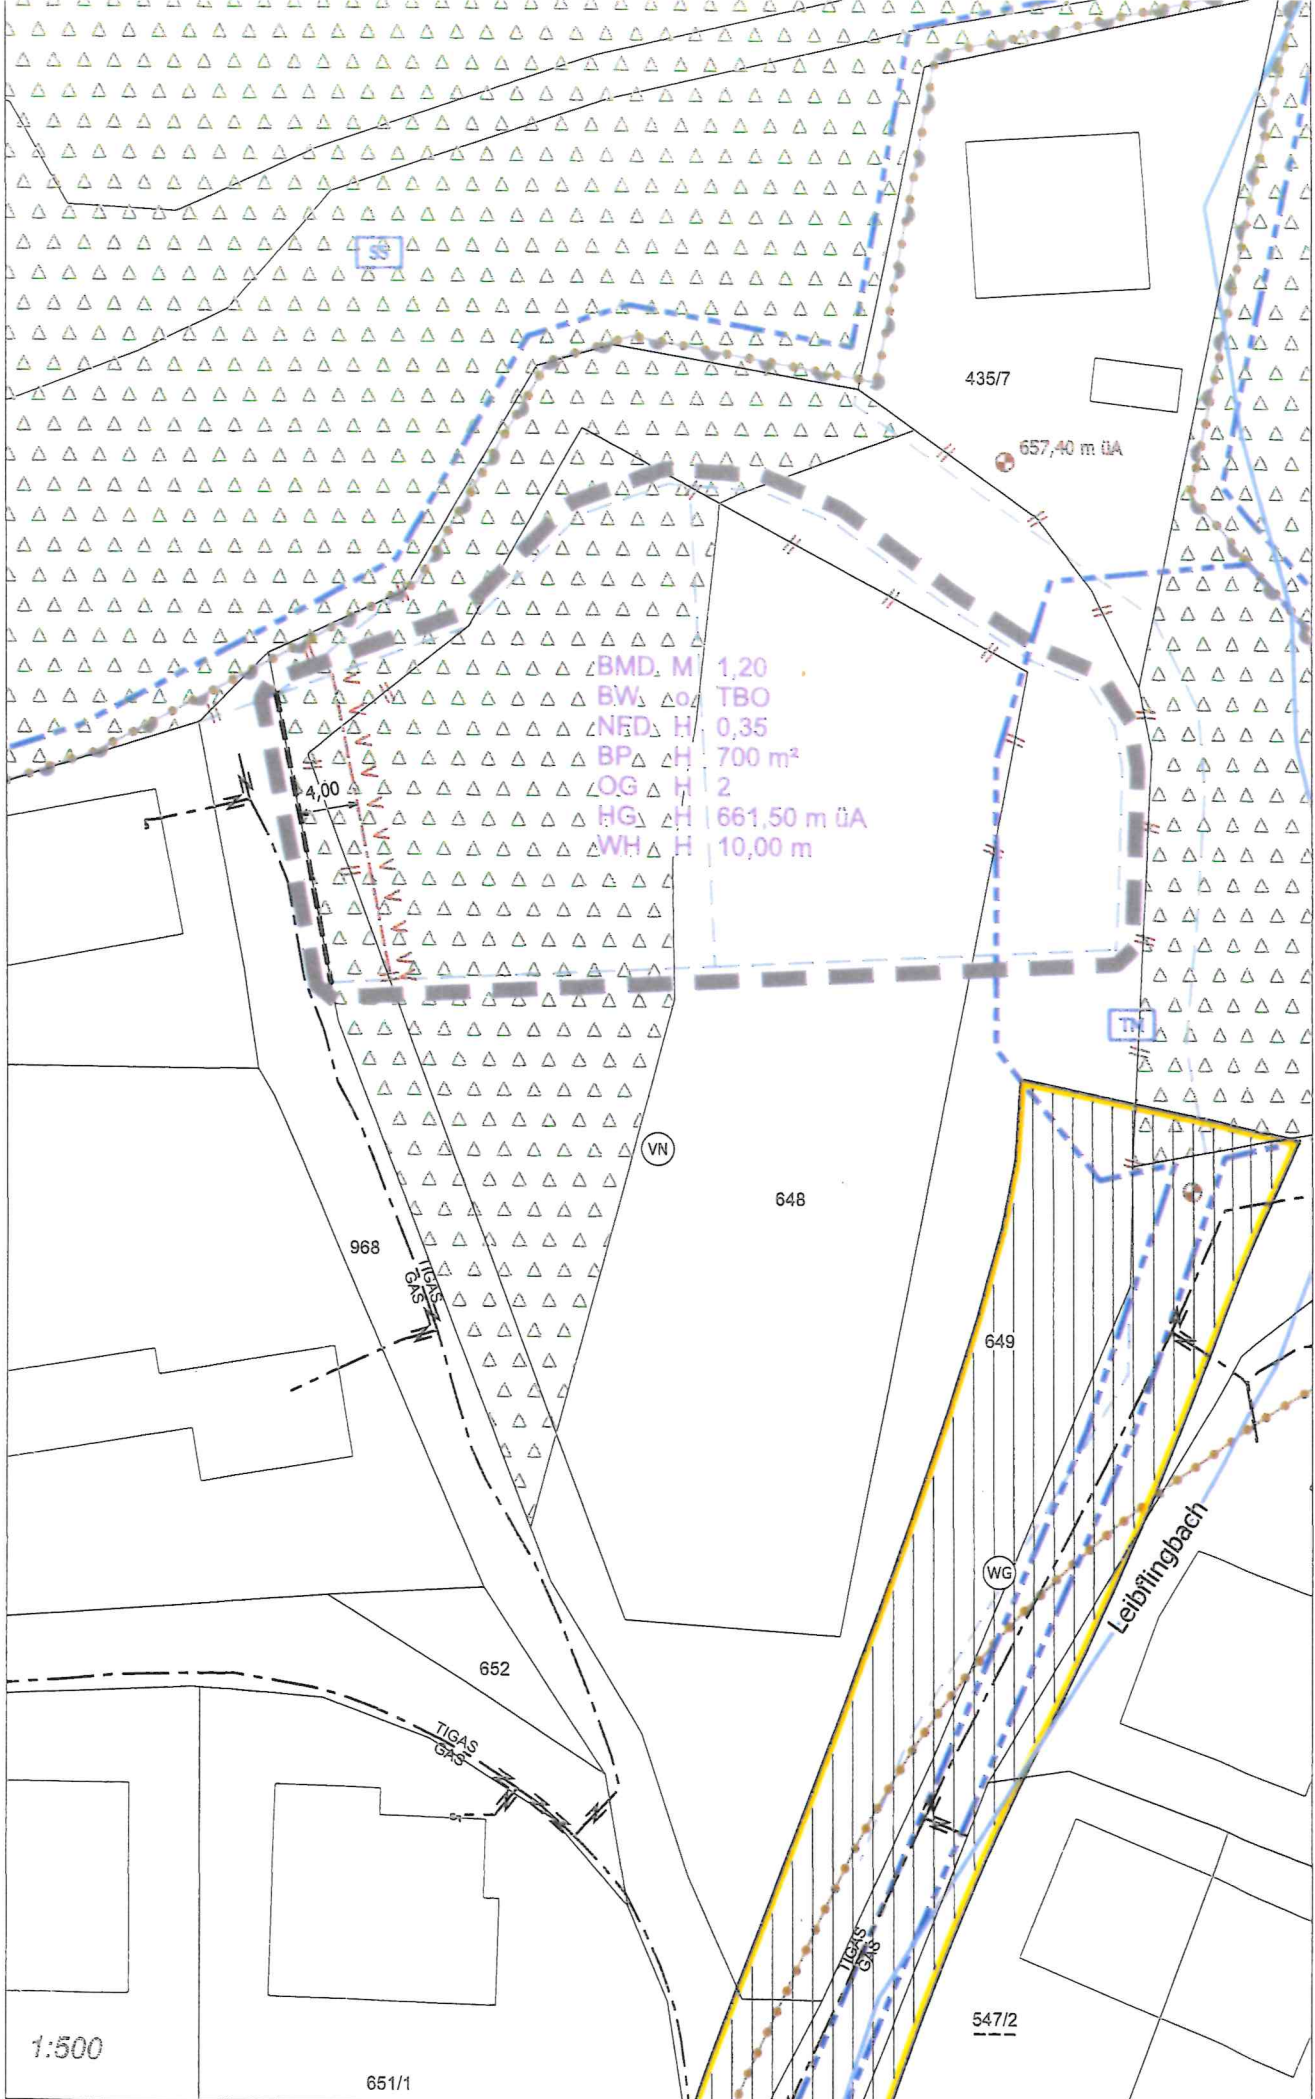 SS
435/7
657,40 m üA
BMD M 1,20
BW o TBO
NFD H 0,35
BP H 700 m²
OG H 2
HG H 661,50 m üA
WH H 10,00 m
4,00
TM
VN
648
968
TIGAS
GAS
649
WG
Leibflingbach
652
TIGAS
GAS
TIGAS
GAS
547/2
1:500
651/1